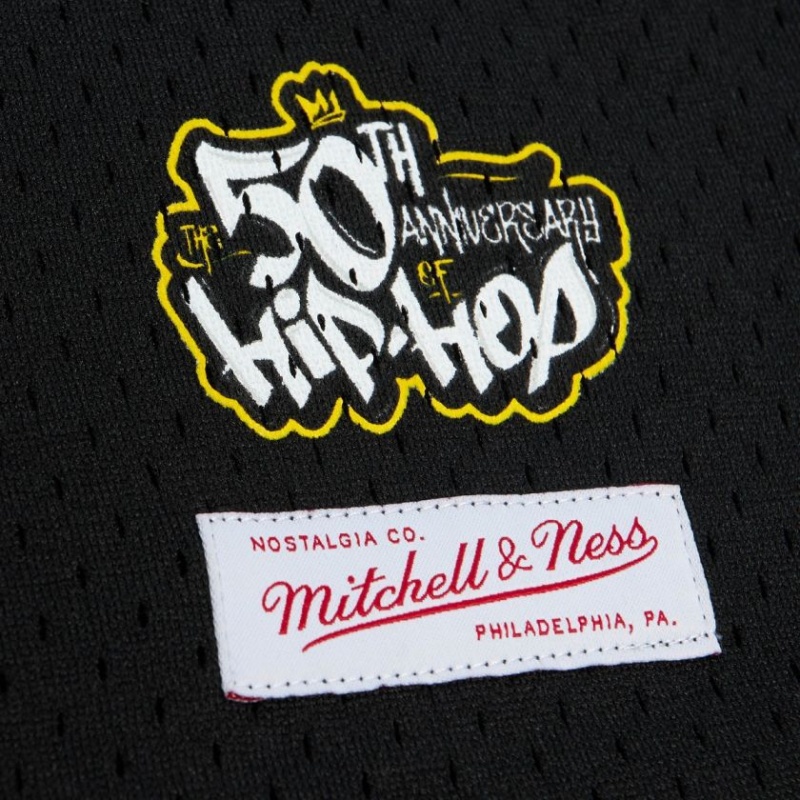 THE 50TH
ANNIVERSARY
OF
HIP-HOP
NOSTALGIA CO.
Mitchell & Ness
PHILADELPHIA, PA.